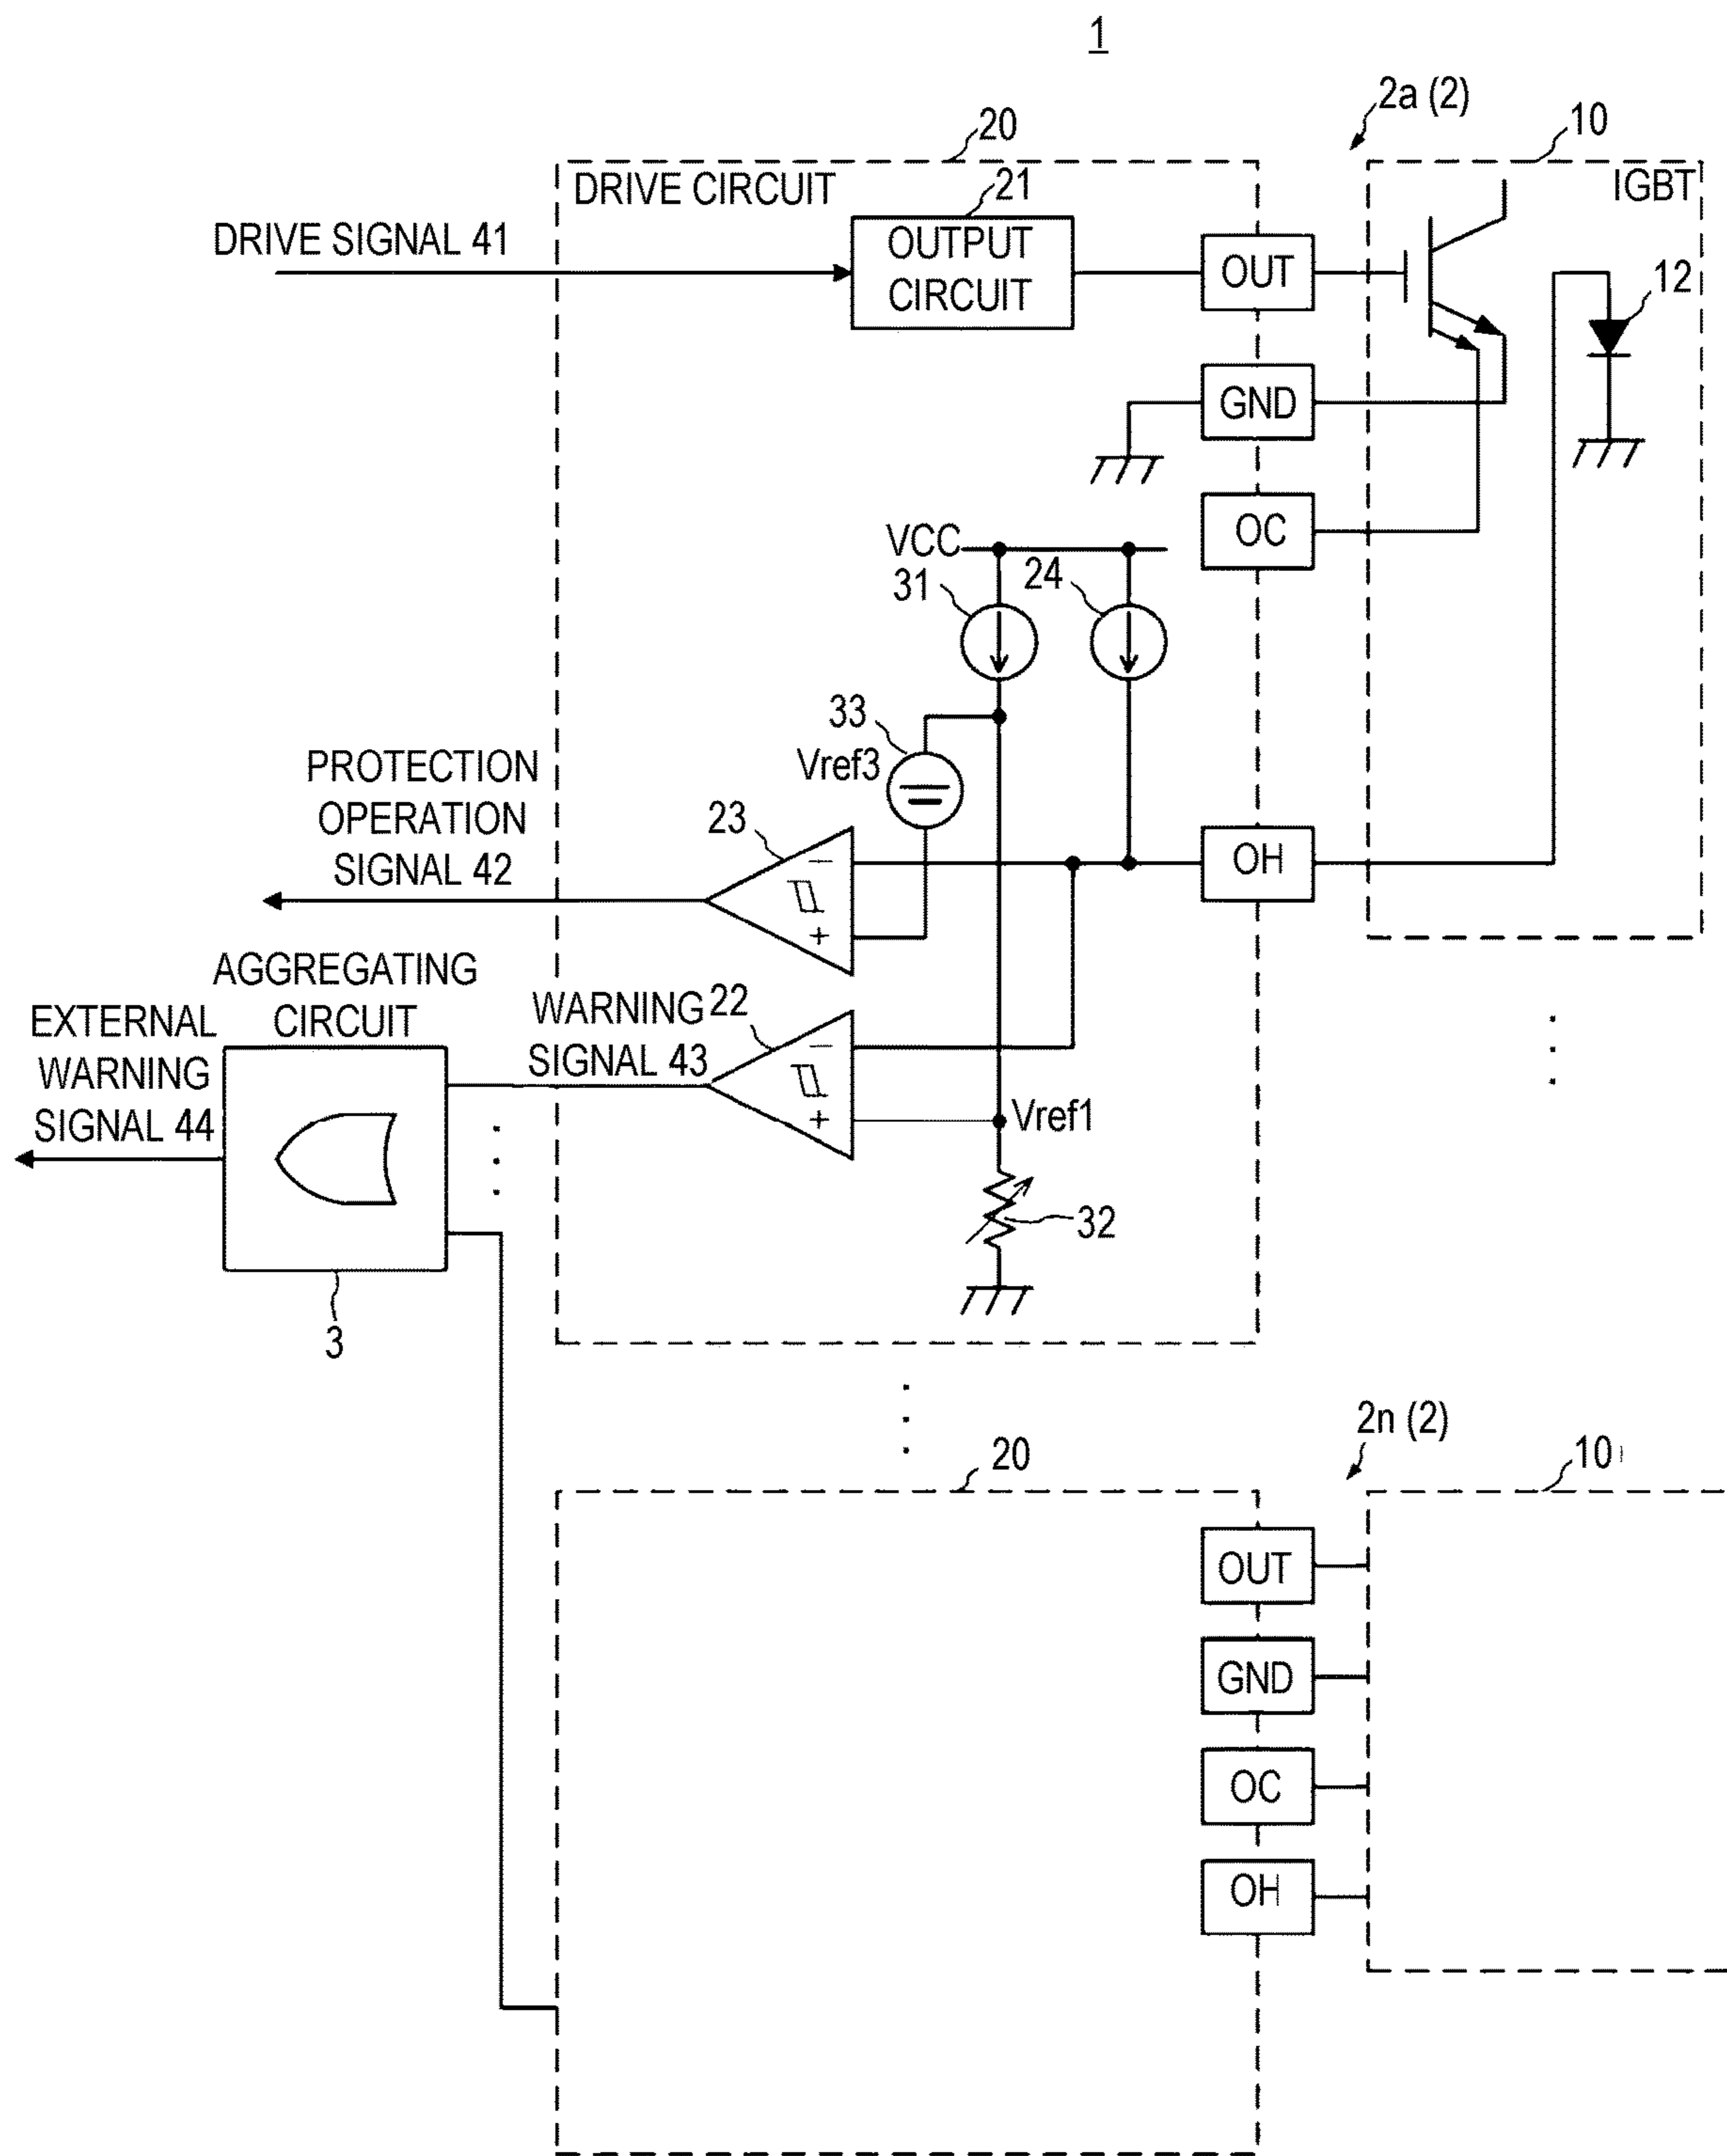 1
2a (2)
20
10
DRIVE CIRCUIT
21
IGBT
DRIVE SIGNAL 41
OUTPUT
CIRCUIT
OUT
12
GND
OC
VCC
31
24
33
Vref3
PROTECTION
OPERATION
SIGNAL 42
23
−
+
OH
AGGREGATING
CIRCUIT
EXTERNAL
WARNING
SIGNAL 44
WARNING
SIGNAL 43
22
−
+
Vref1
32
3
2n (2)
20
10
OUT
GND
OC
OH